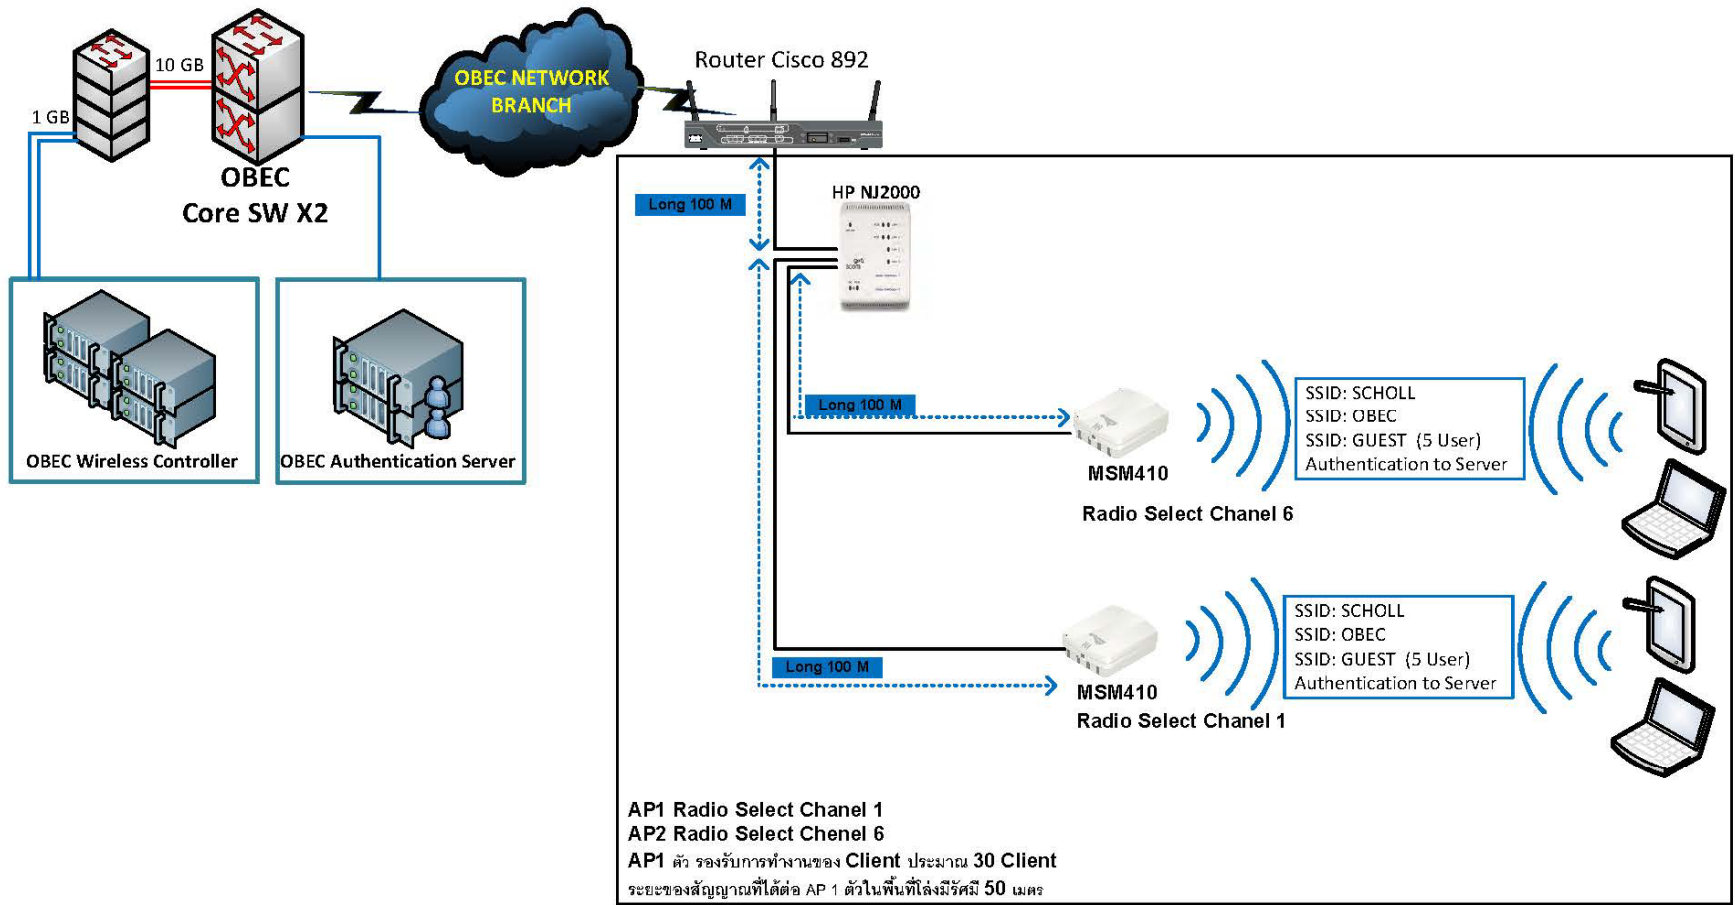 10 GB
1 GB
OBEC
Core SW X2
OBEC NETWORK
BRANCH
Router Cisco 892
OBEC Wireless Controller
OBEC Authentication Server
Long 100 M
HP NJ2000
Long 100 M
MSM410
Radio Select Chanel 6
SSID: SCHOLL
SSID: OBEC
SSID: GUEST (5 User)
Authentication to Server
Long 100 M
MSM410
Radio Select Chanel 1
SSID: SCHOLL
SSID: OBEC
SSID: GUEST (5 User)
Authentication to Server
AP1 Radio Select Chanel 1
AP2 Radio Select Chenel 6
AP1 ตัว รองรับการทำงานของ Client ประมาณ 30 Client
ระยะของสัญญาณที่ได้ต่อ AP 1 ตัวในพื้นที่โล่งมีรัศมี 50 เมตร